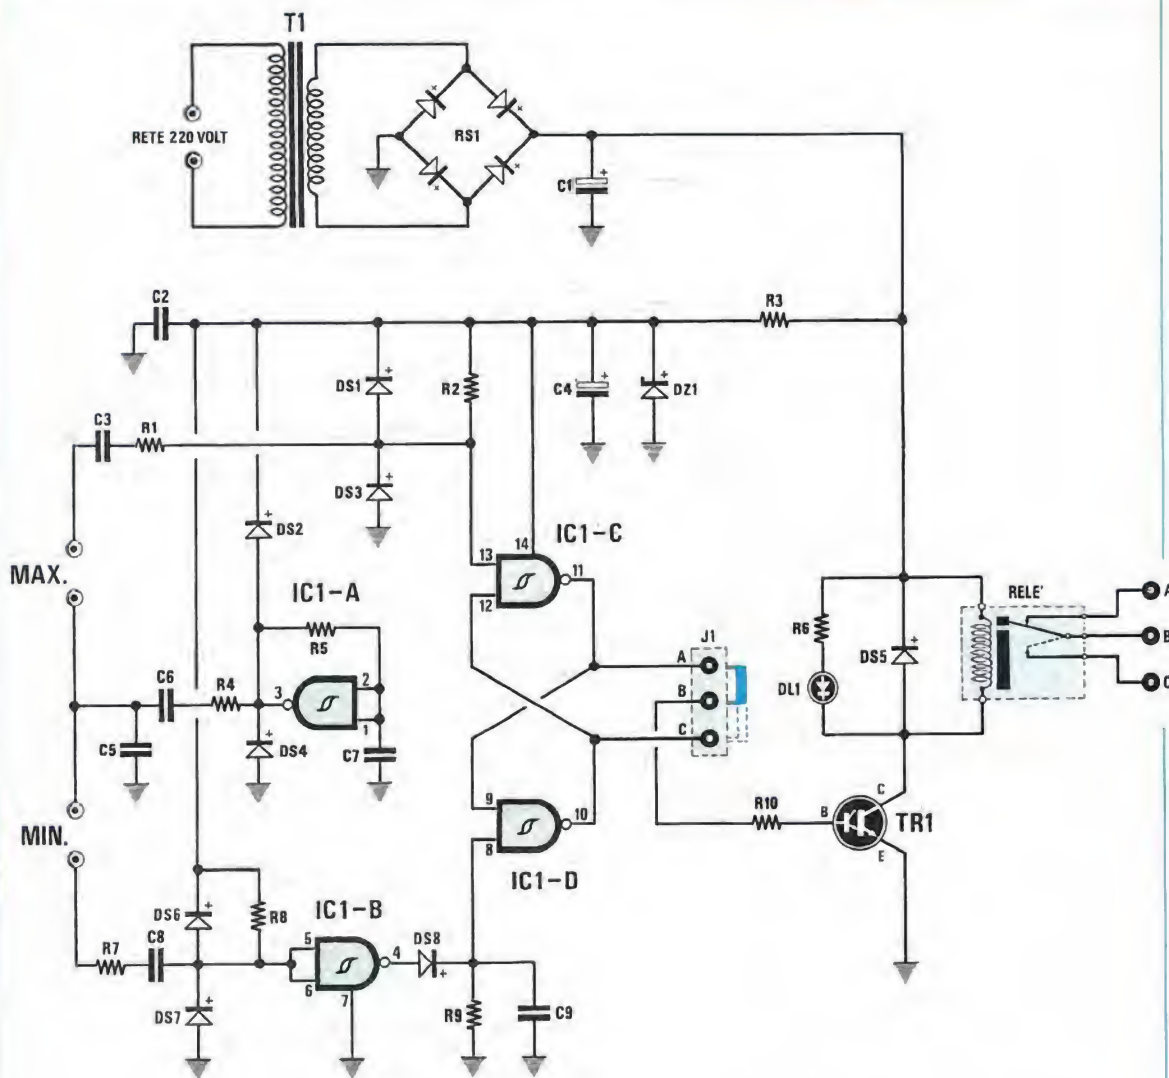 T1
RETE 220 VOLT
RS1
C1
C2
R3
DS1
R2
C4
DZ1
C3
R1
DS3
DS2
IC1-C
13
14
11
12
MAX.
IC1-A
R5
RELE'
A
B
C
J1
A
B
C
R6
DS5
DL1
C6
R4
3
2
1
C5
DS4
C7
9
10
8
R10
B
C
E
TR1
MIN.
IC1-D
DS6
R8
IC1-B
DS8
R7
C8
5
4
6
7
DS7
R9
C9